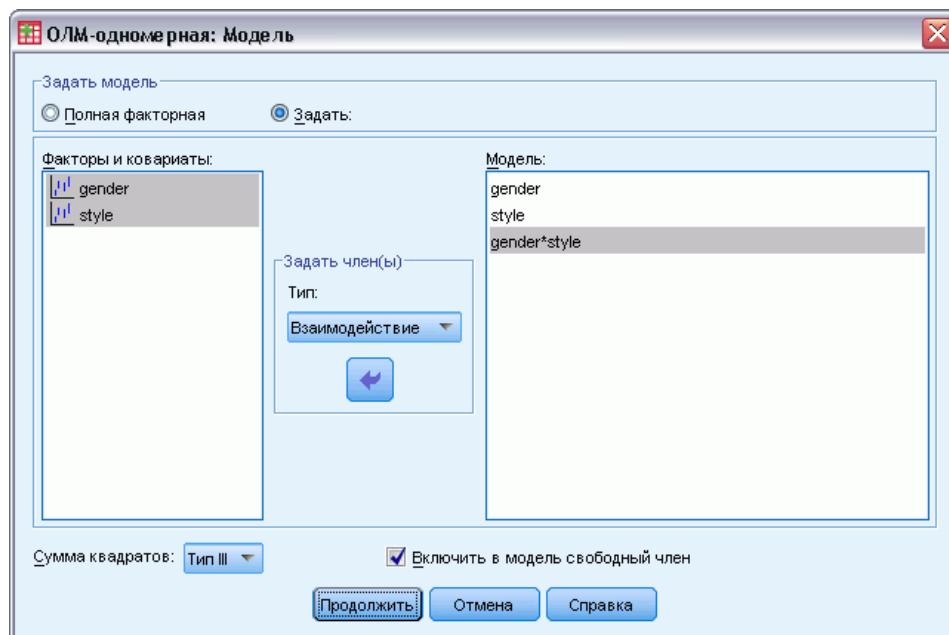 ОЛМ-одномерная: Модель
Задать модель
Полная факторная
Задать:
Факторы и ковариаты:
gender
style
Задать член(ы)
Тип:
Взаимодействие
Модель:
gender
style
gender*style
Сумма квадратов: Тип III
Включить в модель свободный член
Продолжить Отмена Справка